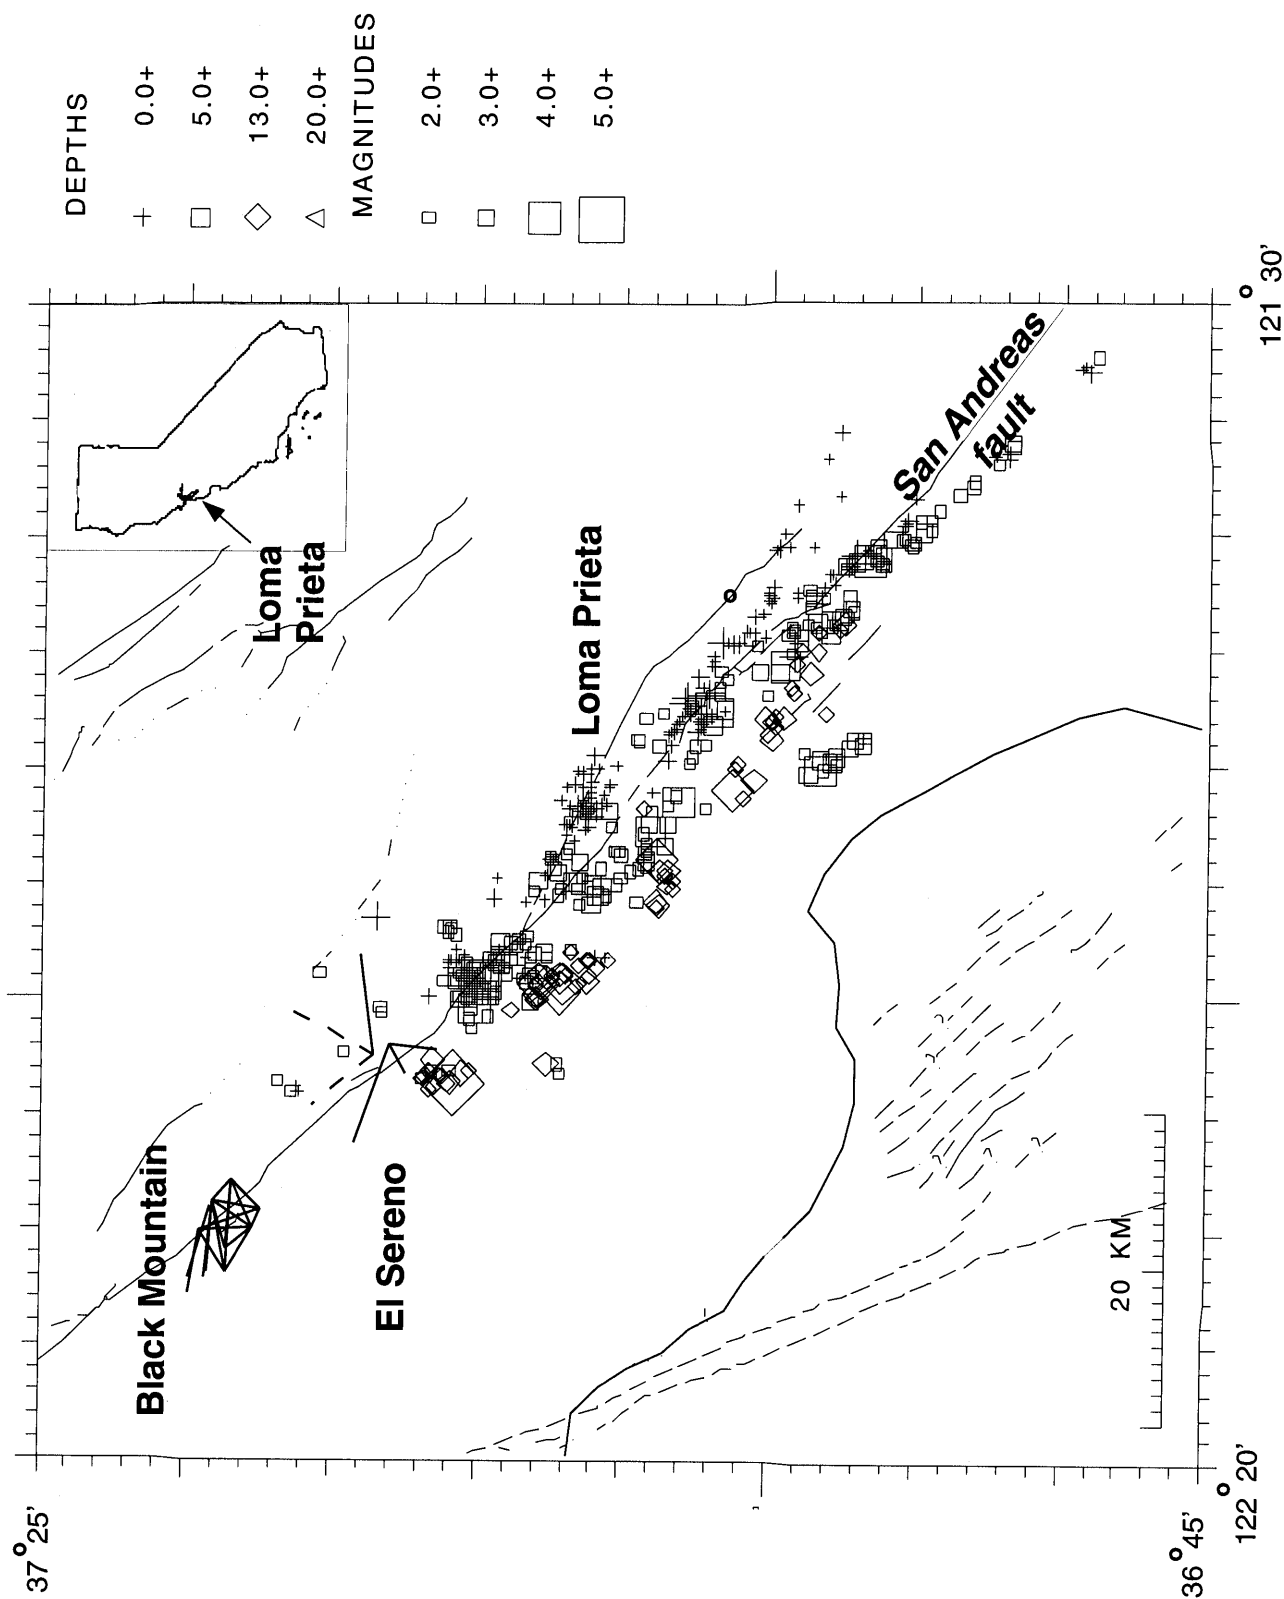 37°25'
Black Mountain
El Sereno
Loma
Prieta
Loma Prieta
San Andreas
fault
20 KM
36°45'
122°20'
121°30'
DEPTHS
0.0+
5.0+
13.0+
20.0+
MAGNITUDES
2.0+
3.0+
4.0+
5.0+